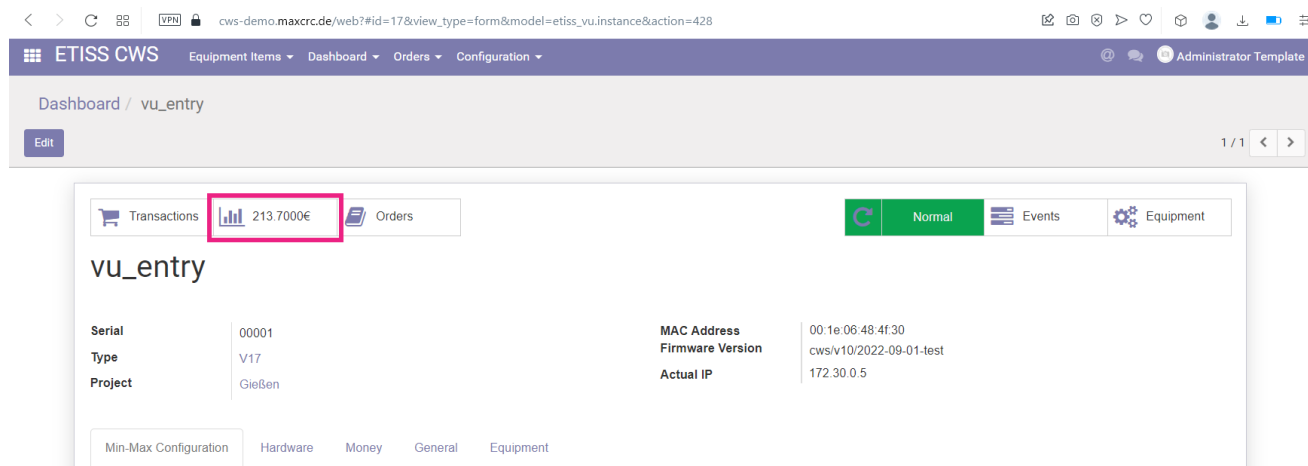 VPN cws-demo.maxcrc.de/web?#id=17&view_type=form&model=etiss_vu.instance&action=428
ETISS CWS Equipment Items Dashboard Orders Configuration @ Administrator Template
Dashboard / vu_entry
Edit 1 / 1
Transactions 213.7000€ Orders Normal Events Equipment
vu_entry
Serial 00001 MAC Address 00:1e:06:48:4f:30
Type V17 Firmware Version cws/v10/2022-09-01-test
Project Gießen Actual IP 172.30.0.5
Min-Max Configuration Hardware Money General Equipment